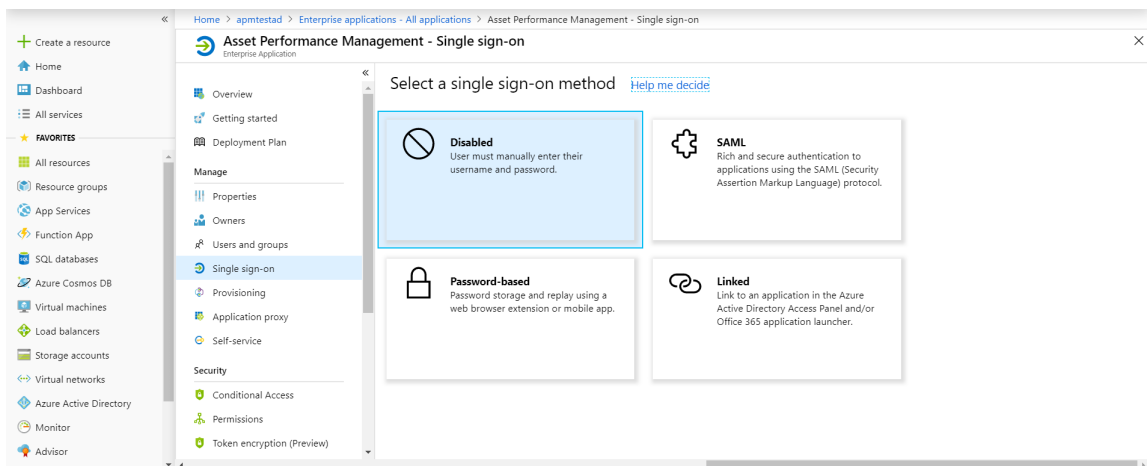 «
Home > apmtestad > Enterprise applications - All applications > Asset Performance Management - Single sign-on
Create a resource
Home
Dashboard
All services
FAVORITES
All resources
Resource groups
App Services
Function App
SQL databases
Azure Cosmos DB
Virtual machines
Load balancers
Storage accounts
Virtual networks
Azure Active Directory
Monitor
Advisor
Asset Performance Management - Single sign-on
Enterprise Application
«
Overview
Getting started
Deployment Plan
Manage
Properties
Owners
Users and groups
Single sign-on
Provisioning
Application proxy
Self-service
Security
Conditional Access
Permissions
Token encryption (Preview)
Select a single sign-on method Help me decide
Disabled
User must manually enter their
username and password.
SAML
Rich and secure authentication to
applications using the SAML (Security
Assertion Markup Language) protocol.
Password-based
Password storage and replay using a
web browser extension or mobile app.
Linked
Link to an application in the Azure
Active Directory Access Panel and/or
Office 365 application launcher.